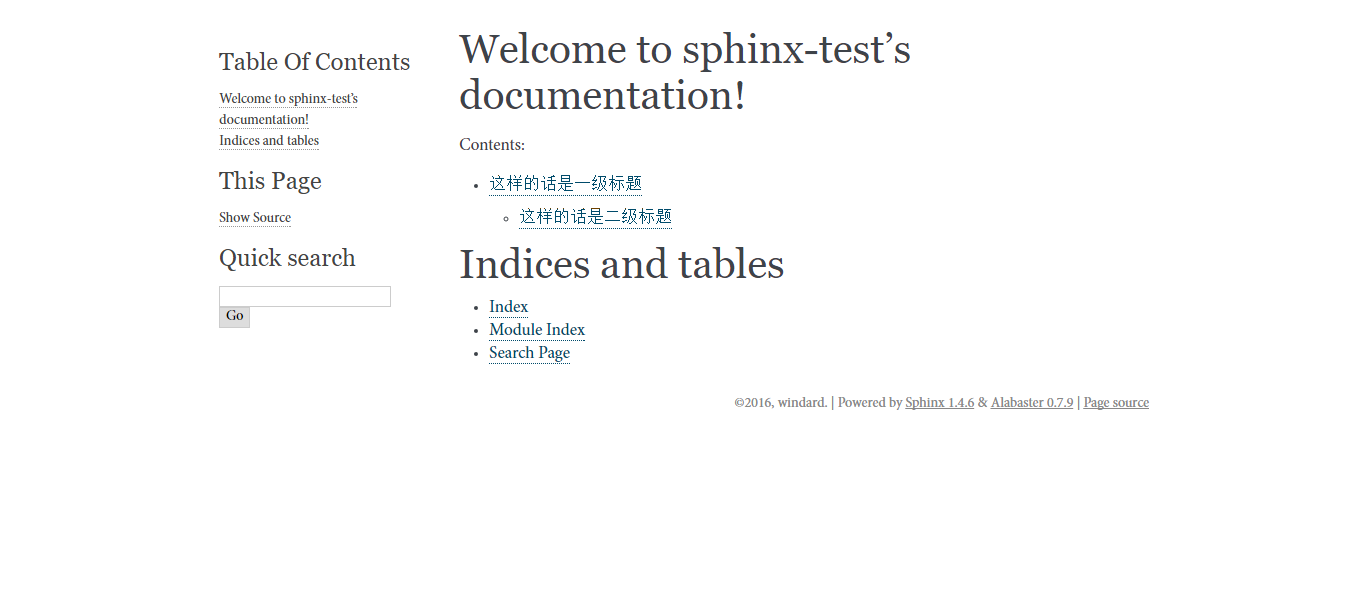 Table Of Contents
Welcome to sphinx-test’s
documentation!
Indices and tables
This Page
Show Source
Quick search
Go
Welcome to sphinx-test’s
documentation!
Contents:
这样的话是一级标题
这样的话是二级标题
Indices and tables
Index
Module Index
Search Page
©2016, windard. | Powered by Sphinx 1.4.6 & Alabaster 0.7.9 | Page source